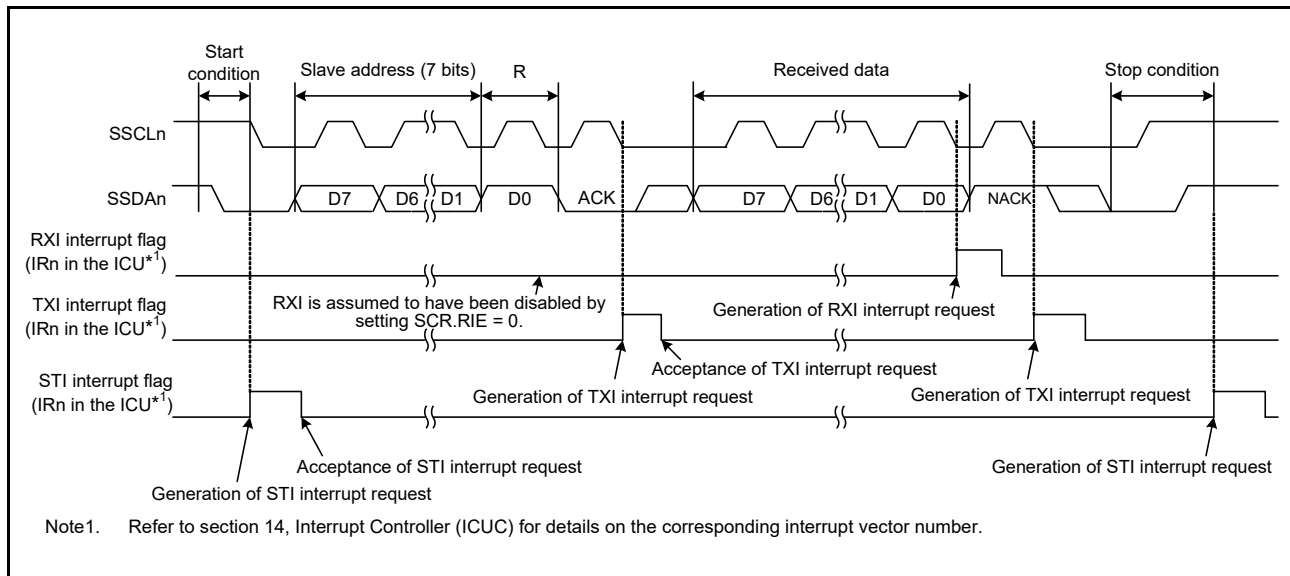 Start
condition
Slave address (7 bits)
R
Received data
Stop condition
SSCLn
SSDAn
D7
D6
D1
D0
ACK
D7
D6
D1
D0
NACK
RXI interrupt flag
(IRn in the ICU*1)
RXI is assumed to have been disabled by
setting SCR.RIE = 0.
Generation of RXI interrupt request
TXI interrupt flag
(IRn in the ICU*1)
Acceptance of TXI interrupt request
Generation of TXI interrupt request
Generation of TXI interrupt request
STI interrupt flag
(IRn in the ICU*1)
Acceptance of STI interrupt request
Generation of STI interrupt request
Generation of STI interrupt request
Note1. Refer to section 14, Interrupt Controller (ICUC) for details on the corresponding interrupt vector number.